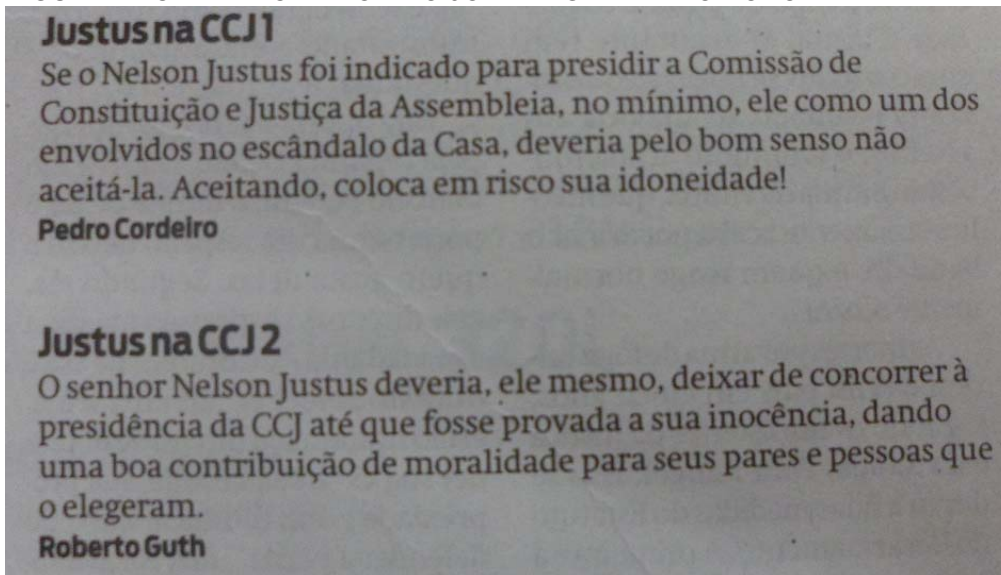 Justus na CCJ 1
Se o Nelson Justus foi indicado para presidir a Comissão de
Constituição e Justiça da Assembleia, no mínimo, ele como um dos
envolvidos no escândalo da Casa, deveria pelo bom senso não
aceitá-la. Aceitando, coloca em risco sua idoneidade!
Pedro Cordeiro
Justus na CCJ 2
O senhor Nelson Justus deveria, ele mesmo, deixar de concorrer à
presidência da CCJ até que fosse provada a sua inocência, dando
uma boa contribuição de moralidade para seus pares e pessoas que
o elegeram.
Roberto Guth